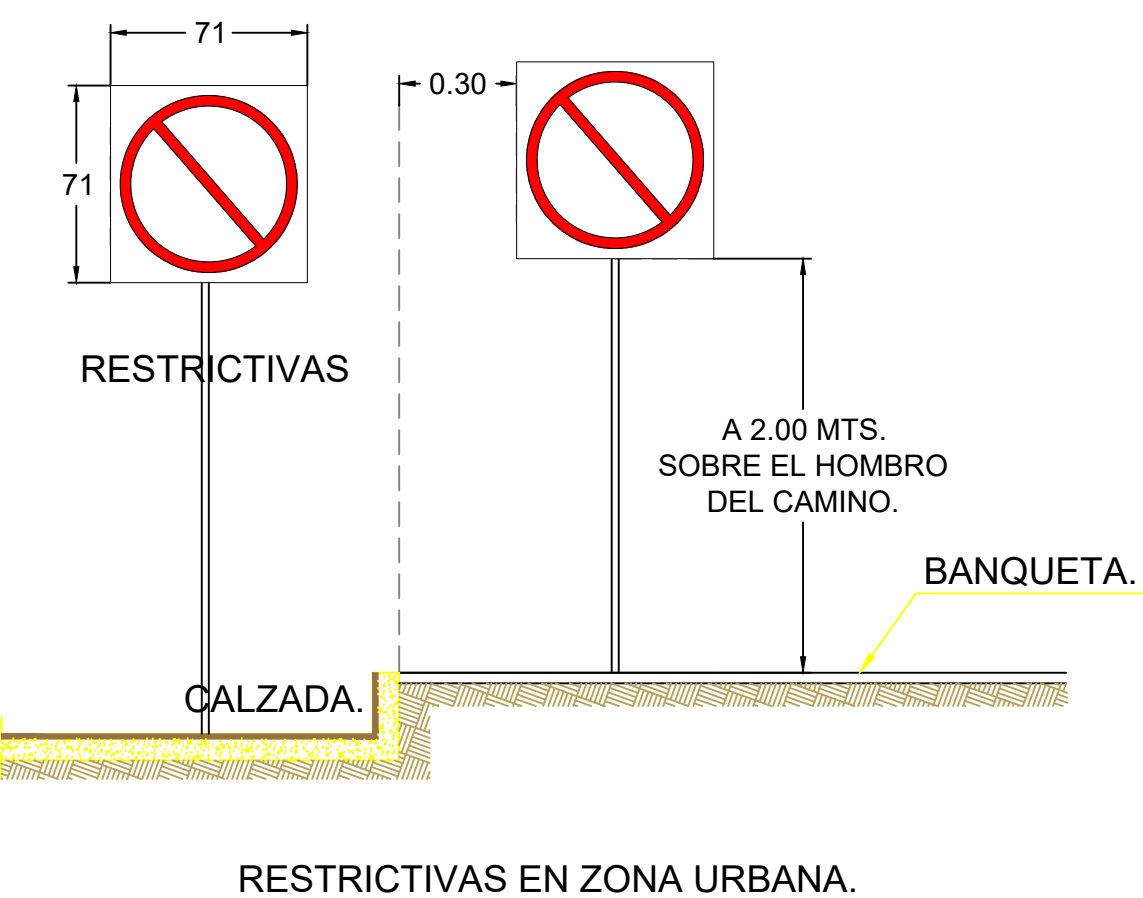 71
0.30
71
RESTRICTIVAS
A 2.00 MTS.
SOBRE EL HOMBRO
DEL CAMINO.
BANQUETA.
CALZADA.
RESTRICTIVAS EN ZONA URBANA.